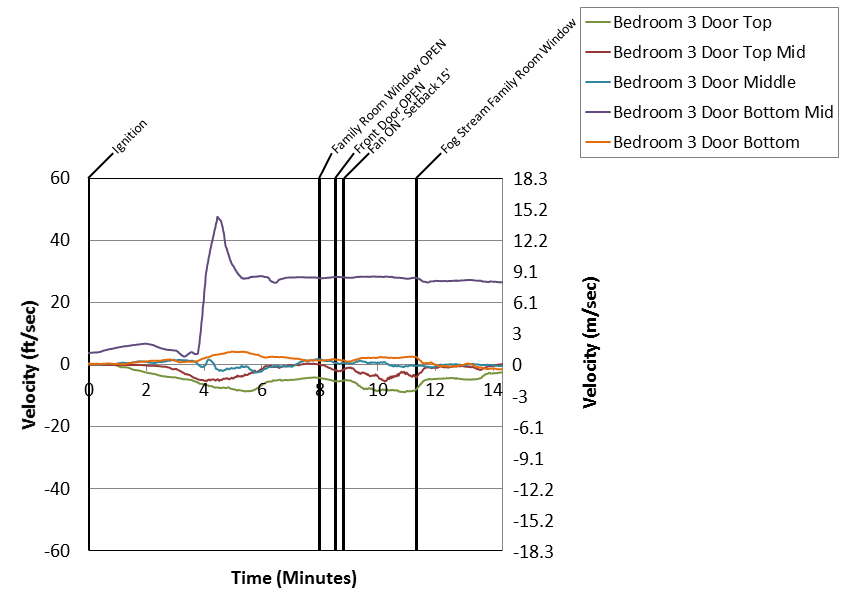 Bedroom 3 Door Top
Bedroom 3 Door Top Mid
Bedroom 3 Door Middle
Bedroom 3 Door Bottom Mid
Bedroom 3 Door Bottom
Ignition
Family Room Window OPEN
Front Door OPEN
Fan ON - Setback 15'
Fog Stream Family Room Window
60
40
20
0
-20
-40
-60
Velocity (ft/sec)
0 2 4 6 8 10 12 14
Time (Minutes)
18.3
15.2
12.2
9.1
6.1
3
0
-3
-6.1
-9.1
-12.2
-15.2
-18.3
Velocity (m/sec)